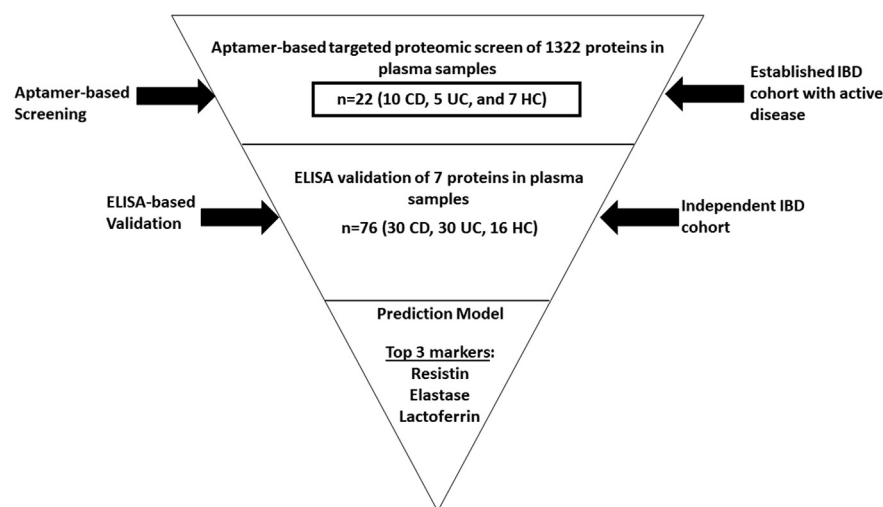 Aptamer-based targeted proteomic screen of 1322 proteins in
plasma samples
n=22 (10 CD, 5 UC, and 7 HC)
Aptamer-based
Screening
Established IBD
cohort with active
disease
ELISA validation of 7 proteins in plasma
samples
n=76 (30 CD, 30 UC, 16 HC)
ELISA-based
Validation
Independent IBD
cohort
Prediction Model
Top 3 markers:
Resistin
Elastase
Lactoferrin